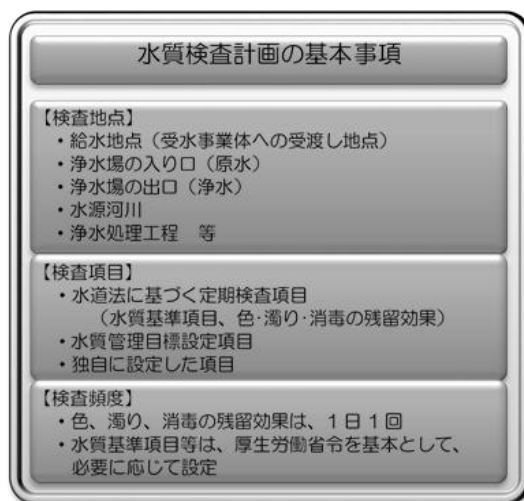 水質検査計画の基本事項
【検査地点】
・給水地点（受水事業体への受渡し地点）
・浄水場の入り口（原水）
・浄水場の出口（浄水）
・水源河川
・浄水処理工程　等
【検査項目】
・水道法に基づく定期検査項目
（水質基準項目、色･濁り･消毒の残留効果）
・水質管理目標設定項目
・独自に設定した項目
【検査頻度】
・色、濁り、消毒の残留効果は、１日１回
・水質基準項目等は、厚生労働省令を基本として、
必要に応じて設定